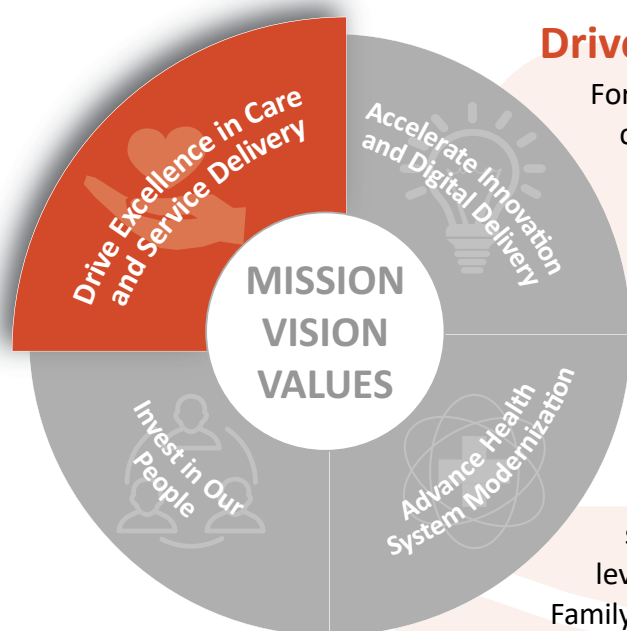 Drive Excellence in Care
and Service Delivery
Accelerate Innovation
and Digital Delivery
MISSION
VISION
VALUES
Invest in Our
People
Advance Health
System Modernization
Drive
For
Family